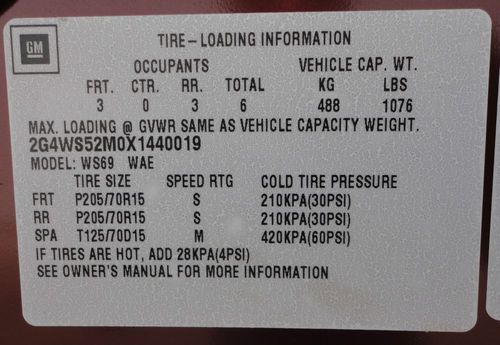 GM
TIRE-LOADING INFORMATION
OCCUPANTS VEHICLE CAP. WT.
FRT. CTR. RR. TOTAL KG LBS
3 0 3 6 488 1076
MAX. LOADING @ GVWR SAME AS VEHICLE CAPACITY WEIGHT.
2G4WS52M0X1440019
MODEL: WS69 WAE
TIRE SIZE SPEED RTG COLD TIRE PRESSURE
FRT P205/70R15 S 210KPA(30PSI)
RR P205/70R15 S 210KPA(30PSI)
SPA T125/70D15 M 420KPA(60PSI)
IF TIRES ARE HOT, ADD 28KPA(4PSI)
SEE OWNER'S MANUAL FOR MORE INFORMATION